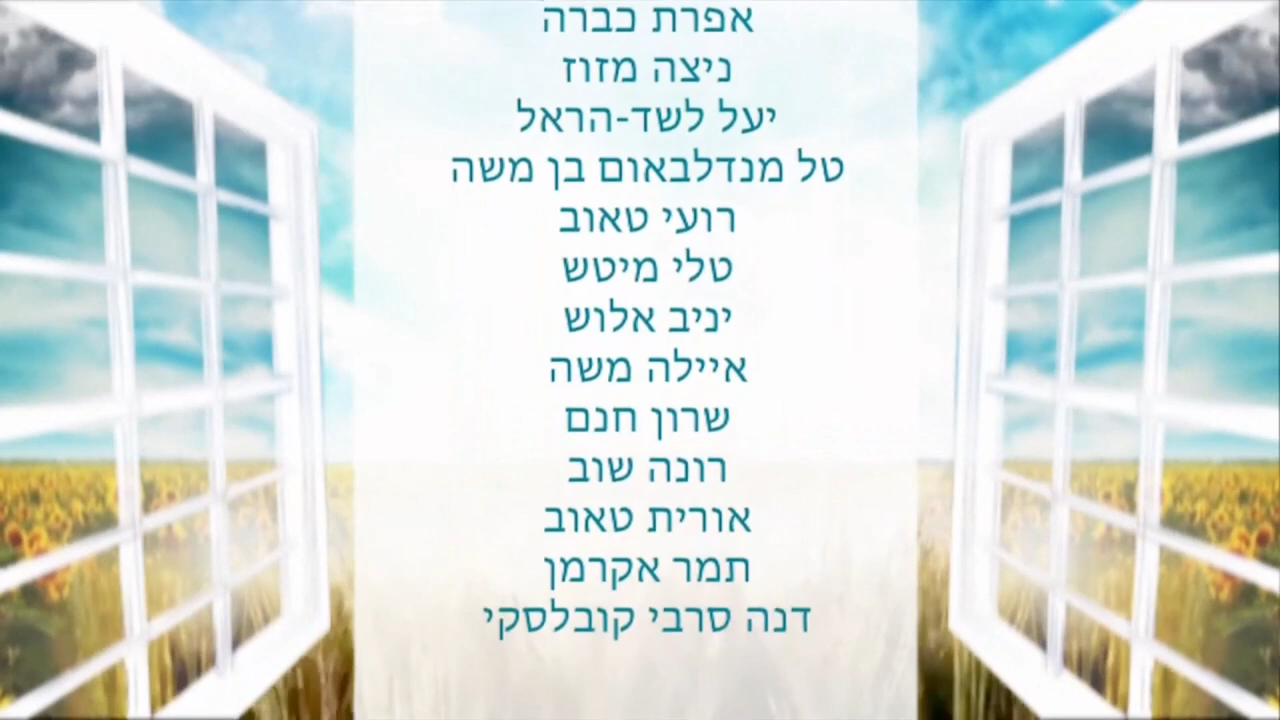 אפרת כברה
ניצה מזוז
יעל לשד-הראל
טל מנדלבאום בן משה
רועי טאוב
טלי מיטש
יניב אלוש
איילה משה
שרון חנם
רונה שוב
אורית טאוב
תמר אקרמן
דנה סרבי קובלסקי